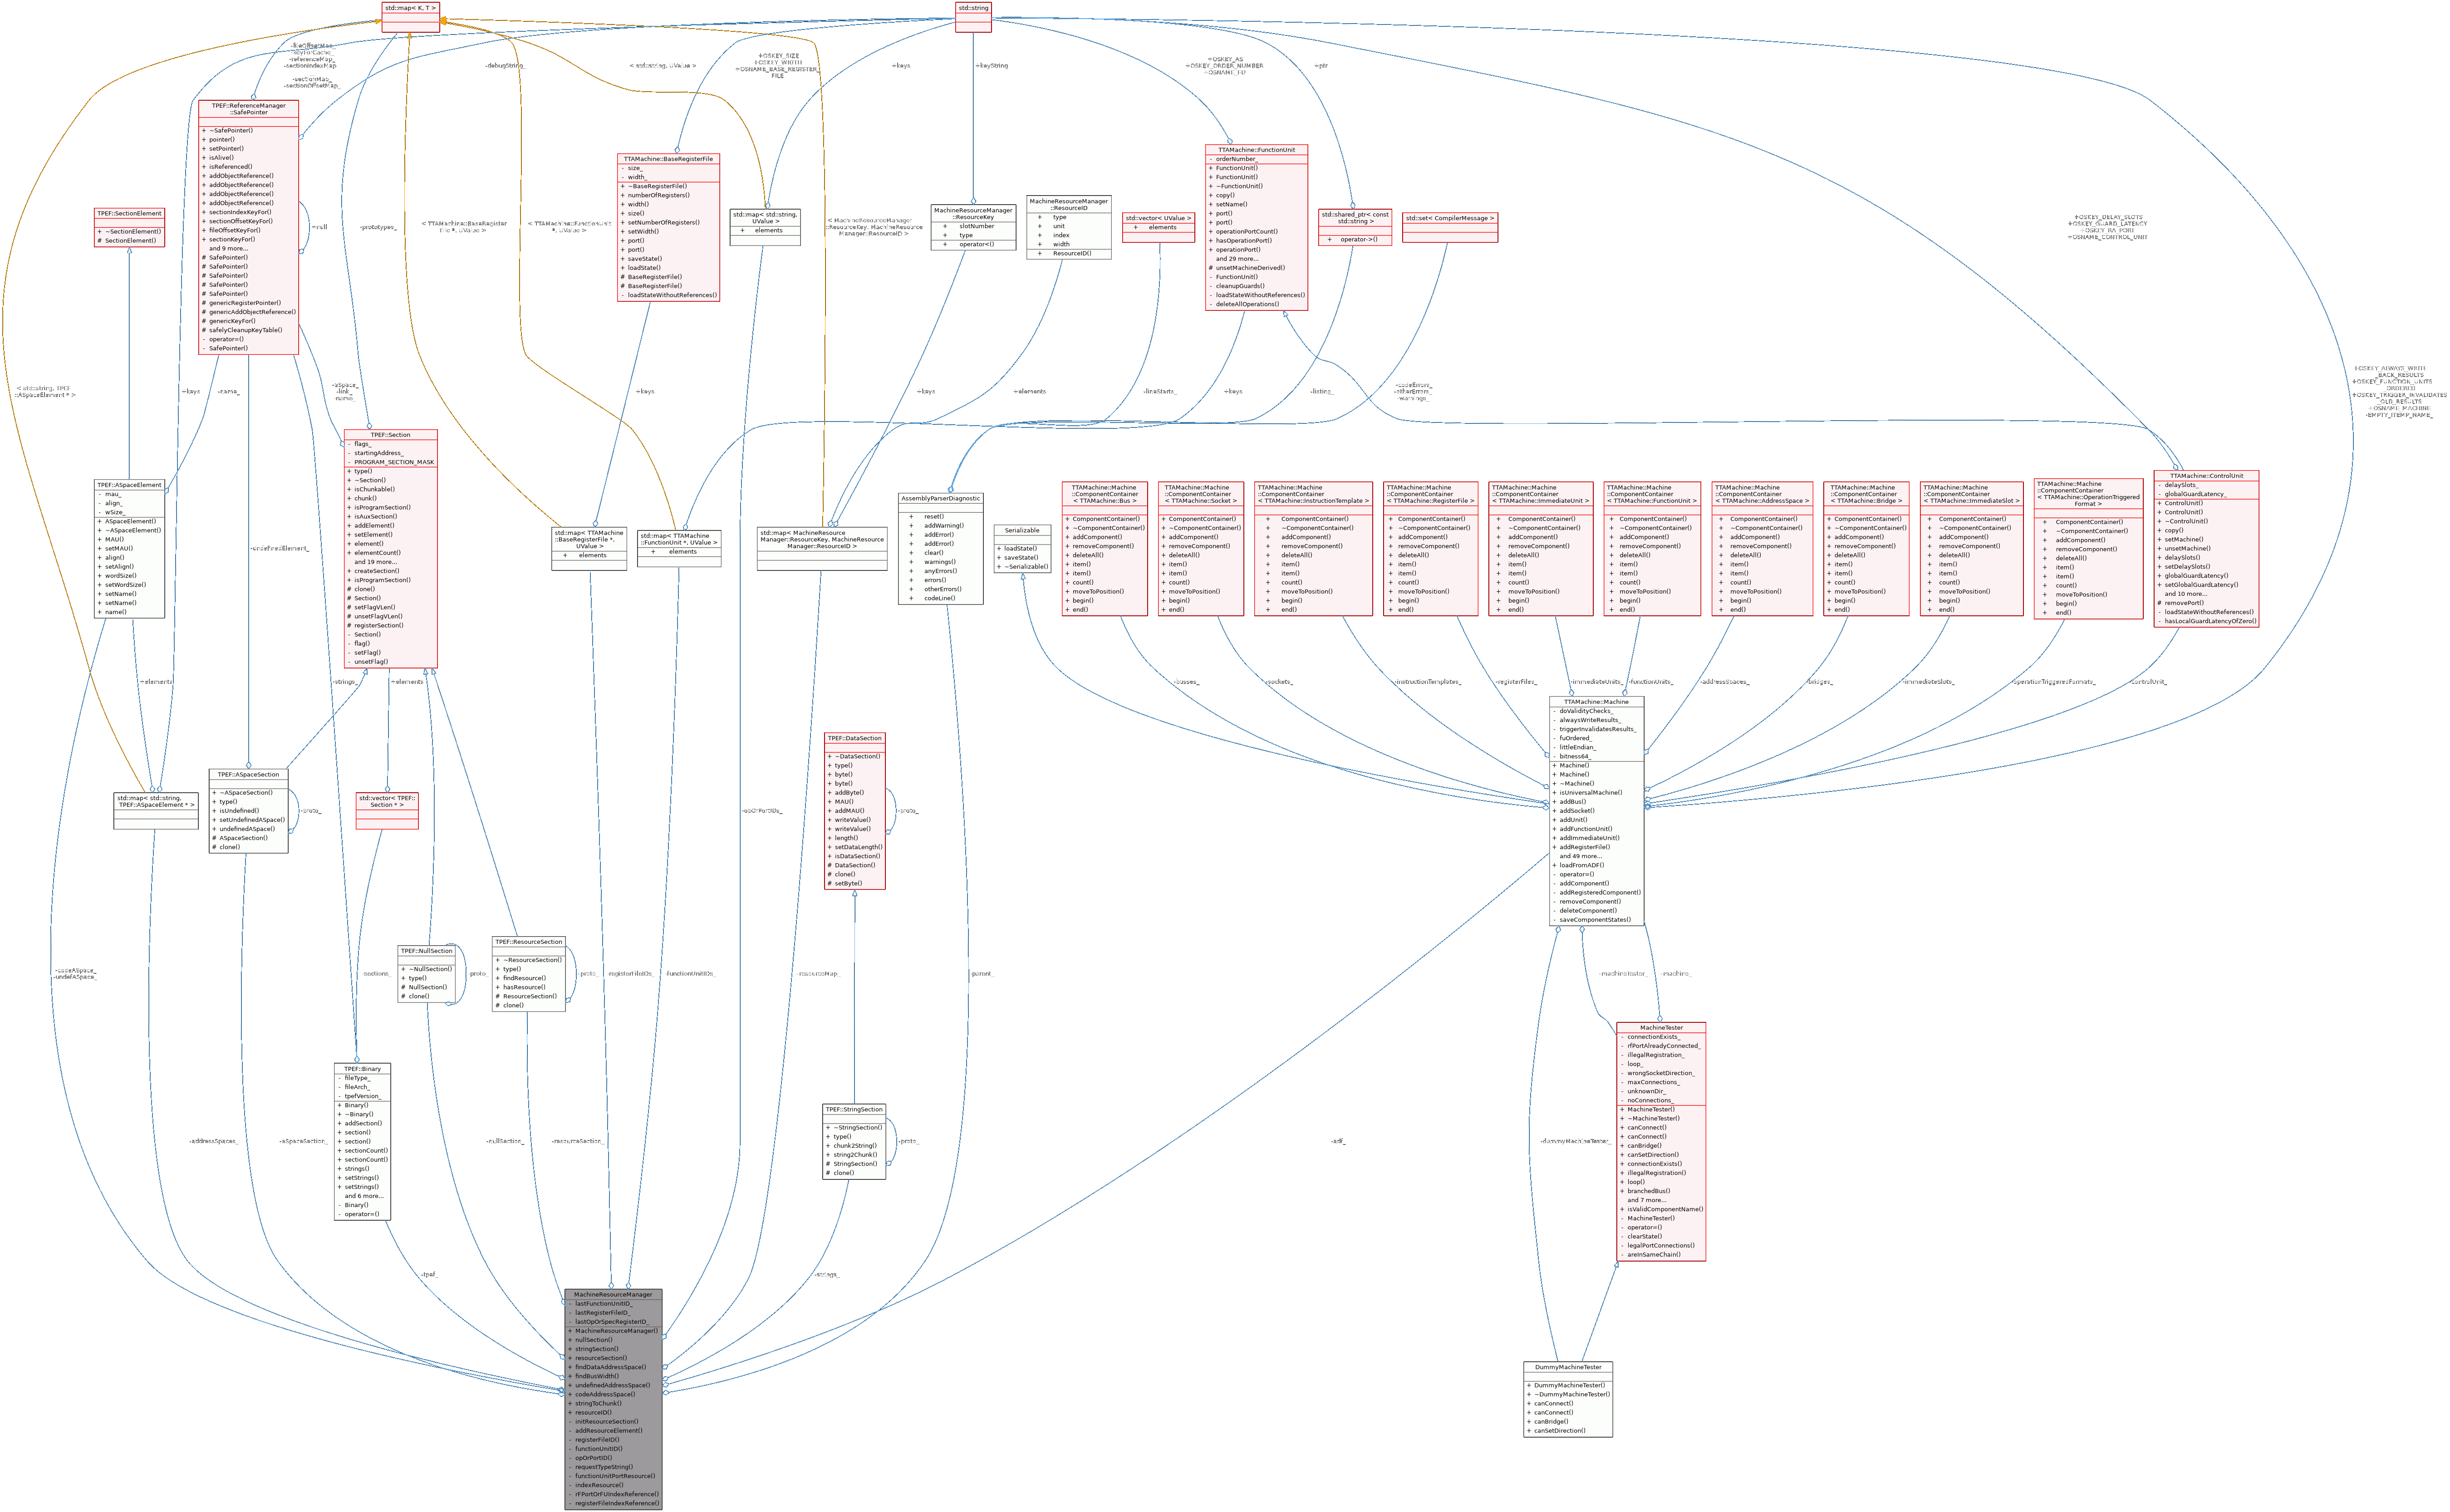 std::map< K, T >
std::string
-fileOffsetMap_
-keyForCache_
-referenceMap_
-sectionIndexMap_
-sectionMap_
-sectionOffsetMap_
-debugString_
< std::string, UValue >
+OSKEY_SIZE
+OSKEY_WIDTH
+OSNAME_BASE_REGISTER_
FILE
+keys
+keyString
+OSKEY_AS
+OSKEY_ORDER_NUMBER
+OSNAME_FU
+ptr
TPEF::ReferenceManager
::SafePointer
+ ~SafePointer()
+ pointer()
+ setPointer()
+ isAlive()
+ isReferenced()
+ addObjectReference()
+ addObjectReference()
+ addObjectReference()
+ addObjectReference()
+ sectionIndexKeyFor()
+ sectionOffsetKeyFor()
+ fileOffsetKeyFor()
+ sectionKeyFor()
and 9 more...
# SafePointer()
# SafePointer()
# SafePointer()
# SafePointer()
# SafePointer()
# genericRegisterPointer()
# genericAddObjectReference()
# genericKeyFor()
# safelyCleanupKeyTable()
- operator=()
- SafePointer()
+null
TTAMachine::BaseRegisterFile
- size_
- width_
+ ~BaseRegisterFile()
+ numberOfRegisters()
+ width()
+ size()
+ setNumberOfRegisters()
+ setWidth()
+ port()
+ port()
+ saveState()
+ loadState()
# BaseRegisterFile()
# BaseRegisterFile()
- loadStateWithoutReferences()
TTAMachine::FunctionUnit
- orderNumber_
+ FunctionUnit()
+ FunctionUnit()
+ ~FunctionUnit()
+ copy()
+ setName()
+ port()
+ port()
+ operationPortCount()
+ hasOperationPort()
+ operationPort()
and 29 more...
# unsetMachineDerived()
- FunctionUnit()
- cleanupGuards()
- loadStateWithoutReferences()
- deleteAllOperations()
TPEF::SectionElement
+ ~SectionElement()
# SectionElement()
-prototypes_
< TTAMachine::BaseRegister
File *, UValue >
< TTAMachine::FunctionUnit
*, UValue >
std::map< std::string,
UValue >
+ elements
< MachineResourceManager
::ResourceKey, MachineResource
Manager::ResourceID >
MachineResourceManager
::ResourceKey
+ slotNumber
+ type
+ operator<()
MachineResourceManager
::ResourceID
+ type
+ unit
+ index
+ width
+ ResourceID()
std::vector< UValue >
+ elements
std::shared_ptr< const
std::string >
+ operator->()
std::set< CompilerMessage >
+OSKEY_DELAY_SLOTS
+OSKEY_GUARD_LATENCY
+OSKEY_RA_PORT
+OSNAME_CONTROL_UNIT
< std::string, TPEF
::ASpaceElement * >
+keys
-name_
-aSpace_
-link_
-name_
+keys
+keys
+elements
-lineStarts_
+keys
-listing_
-codeErrors_
-otherErrors_
-warnings_
+OSKEY_ALWAYS_WRITE
_BACK_RESULTS
+OSKEY_FUNCTION_UNITS
_ORDERED
+OSKEY_TRIGGER_INVALIDATES
_OLD_RESULTS
+OSNAME_MACHINE
-EMPTY_ITEMP_NAME_
TPEF::Section
- flags_
- startingAddress_
- PROGRAM_SECTION_MASK
+ type()
+ ~Section()
+ isChunkable()
+ chunk()
+ isProgramSection()
+ isAuxSection()
+ addElement()
+ setElement()
+ element()
+ elementCount()
and 19 more...
+ createSection()
+ isProgramSection()
# clone()
# Section()
# setFlagVLen()
# unsetFlagVLen()
# registerSection()
- Section()
- flag()
- setFlag()
- unsetFlag()
TPEF::ASpaceElement
- mau_
- align_
- wSize_
+ ASpaceElement()
+ ~ASpaceElement()
+ MAU()
+ setMAU()
+ align()
+ setAlign()
+ wordSize()
+ setWordSize()
+ setName()
+ setName()
+ name()
-undefinedElement_
std::map< TTAMachine
::BaseRegisterFile *,
UValue >
+ elements
std::map< TTAMachine
::FunctionUnit *, UValue >
+ elements
std::map< MachineResource
Manager::ResourceKey, MachineResource
Manager::ResourceID >
AssemblyParserDiagnostic
+ reset()
+ addWarning()
+ addError()
+ addError()
+ clear()
+ warnings()
+ anyErrors()
+ errors()
+ otherErrors()
+ codeLine()
Serializable
+ loadState()
+ saveState()
+ ~Serializable()
TTAMachine::Machine
::ComponentContainer
< TTAMachine::Bus >
+ ComponentContainer()
+ ~ComponentContainer()
+ addComponent()
+ removeComponent()
+ deleteAll()
+ item()
+ item()
+ count()
+ moveToPosition()
+ begin()
+ end()
TTAMachine::Machine
::ComponentContainer
< TTAMachine::Socket >
+ ComponentContainer()
+ ~ComponentContainer()
+ addComponent()
+ removeComponent()
+ deleteAll()
+ item()
+ item()
+ count()
+ moveToPosition()
+ begin()
+ end()
TTAMachine::Machine
::ComponentContainer
< TTAMachine::InstructionTemplate >
+ ComponentContainer()
+ ~ComponentContainer()
+ addComponent()
+ removeComponent()
+ deleteAll()
+ item()
+ item()
+ count()
+ moveToPosition()
+ begin()
+ end()
TTAMachine::Machine
::ComponentContainer
< TTAMachine::RegisterFile >
+ ComponentContainer()
+ ~ComponentContainer()
+ addComponent()
+ removeComponent()
+ deleteAll()
+ item()
+ item()
+ count()
+ moveToPosition()
+ begin()
+ end()
TTAMachine::Machine
::ComponentContainer
< TTAMachine::ImmediateUnit >
+ ComponentContainer()
+ ~ComponentContainer()
+ addComponent()
+ removeComponent()
+ deleteAll()
+ item()
+ item()
+ count()
+ moveToPosition()
+ begin()
+ end()
TTAMachine::Machine
::ComponentContainer
< TTAMachine::FunctionUnit >
+ ComponentContainer()
+ ~ComponentContainer()
+ addComponent()
+ removeComponent()
+ deleteAll()
+ item()
+ item()
+ count()
+ moveToPosition()
+ begin()
+ end()
TTAMachine::Machine
::ComponentContainer
< TTAMachine::AddressSpace >
+ ComponentContainer()
+ ~ComponentContainer()
+ addComponent()
+ removeComponent()
+ deleteAll()
+ item()
+ item()
+ count()
+ moveToPosition()
+ begin()
+ end()
TTAMachine::Machine
::ComponentContainer
< TTAMachine::Bridge >
+ ComponentContainer()
+ ~ComponentContainer()
+ addComponent()
+ removeComponent()
+ deleteAll()
+ item()
+ item()
+ count()
+ moveToPosition()
+ begin()
+ end()
TTAMachine::Machine
::ComponentContainer
< TTAMachine::ImmediateSlot >
+ ComponentContainer()
+ ~ComponentContainer()
+ addComponent()
+ removeComponent()
+ deleteAll()
+ item()
+ item()
+ count()
+ moveToPosition()
+ begin()
+ end()
TTAMachine::Machine
::ComponentContainer
< TTAMachine::OperationTriggered
Format >
+ ComponentContainer()
+ ~ComponentContainer()
+ addComponent()
+ removeComponent()
+ deleteAll()
+ item()
+ item()
+ count()
+ moveToPosition()
+ begin()
+ end()
TTAMachine::ControlUnit
- delaySlots_
- globalGuardLatency_
+ ControlUnit()
+ ControlUnit()
+ ~ControlUnit()
+ copy()
+ setMachine()
+ unsetMachine()
+ delaySlots()
+ setDelaySlots()
+ globalGuardLatency()
+ setGlobalGuardLatency()
and 10 more...
# removePort()
- loadStateWithoutReferences()
- hasLocalGuardLatencyOfZero()
+elements
-strings_
+elements
-busses_
-sockets_
-instructionTemplates_
-registerFiles_
-immediateUnits_
-functionUnits_
-addressSpaces_
-bridges_
-immediateSlots_
-operationTriggeredFormats_
-controlUnit_
TTAMachine::Machine
- doValidityChecks_
- alwaysWriteResults_
- triggerInvalidatesResults_
- fuOrdered_
- littleEndian_
- bitness64_
+ Machine()
+ Machine()
+ ~Machine()
+ isUniversalMachine()
+ addBus()
+ addSocket()
+ addUnit()
+ addFunctionUnit()
+ addImmediateUnit()
+ addRegisterFile()
and 49 more...
+ loadFromADF()
- operator=()
- addComponent()
- addRegisteredComponent()
- removeComponent()
- deleteComponent()
- saveComponentStates()
std::map< std::string,
TPEF::ASpaceElement * >
TPEF::ASpaceSection
+ ~ASpaceSection()
+ type()
+ isUndefined()
+ setUndefinedASpace()
+ undefinedASpace()
# ASpaceSection()
# clone()
-proto_
std::vector< TPEF::
Section * >
-opOrPortIDs_
TPEF::DataSection
+ ~DataSection()
+ type()
+ byte()
+ byte()
+ addByte()
+ MAU()
+ addMAU()
+ writeValue()
+ writeValue()
+ length()
+ setDataLength()
+ isDataSection()
# DataSection()
# clone()
# setByte()
-proto_
-codeASpace_
-undefASpace_
-sections_
TPEF::NullSection
+ ~NullSection()
+ type()
# NullSection()
# clone()
-proto_
TPEF::ResourceSection
+ ~ResourceSection()
+ type()
+ findResource()
+ hasResource()
# ResourceSection()
# clone()
-proto_
-registerFileIDs_
-functionUnitIDs_
-resourceMap_
-parent_
-machineTester_
-machine_
TPEF::Binary
- fileType_
- fileArch_
- tpefVersion_
+ Binary()
+ ~Binary()
+ addSection()
+ section()
+ section()
+ sectionCount()
+ sectionCount()
+ strings()
+ setStrings()
+ setStrings()
and 6 more...
- Binary()
- operator=()
MachineTester
- connectionExists_
- rfPortAlreadyConnected_
- illegalRegistration_
- loop_
- wrongSocketDirection_
- maxConnections_
- unknownDir_
- noConnections_
+ MachineTester()
+ ~MachineTester()
+ canConnect()
+ canConnect()
+ canBridge()
+ canSetDirection()
+ connectionExists()
+ illegalRegistration()
+ loop()
+ branchedBus()
and 7 more...
+ isValidComponentName()
- MachineTester()
- operator=()
- clearState()
- legalPortConnections()
- areInSameChain()
-addressSpaces_
-aSpaceSection_
-nullSection_
-resourceSection_
TPEF::StringSection
+ ~StringSection()
+ type()
+ chunk2String()
+ string2Chunk()
# StringSection()
# clone()
-proto_
-adf_
-dummyMachineTester_
-tpef_
-strings_
MachineResourceManager
- lastFunctionUnitID_
- lastRegisterFileID_
- lastOpOrSpecRegisterID_
+ MachineResourceManager()
+ nullSection()
+ stringSection()
+ resourceSection()
+ findDataAddressSpace()
+ findBusWidth()
+ undefinedAddressSpace()
+ codeAddressSpace()
+ stringToChunk()
+ resourceID()
- initResourceSection()
- addResourceElement()
- registerFileID()
- functionUnitID()
- opOrPortID()
- requestTypeString()
- functionUnitPortResource()
- indexResource()
- rFPortOrFUIndexReference()
- registerFileIndexReference()
DummyMachineTester
+ DummyMachineTester()
+ ~DummyMachineTester()
+ canConnect()
+ canConnect()
+ canBridge()
+ canSetDirection()